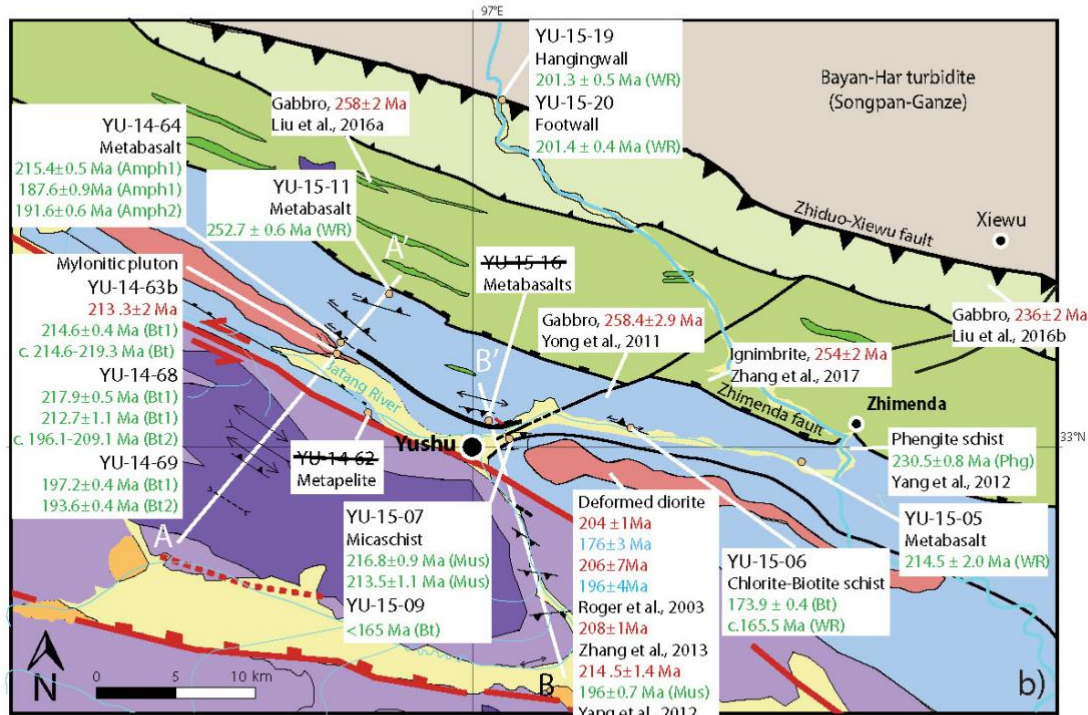 97°E
YU-15-19
Hangingwall
201.3 ± 0.5 Ma (WR)
YU-15-20
Footwall
201.4 ± 0.4 Ma (WR)
Bayan-Har turbidite
(Songpan-Ganze)
Gabbro, 258±2 Ma
Liu et al., 2016a
YU-14-64
Metabasalt
215.4±0.5 Ma (Amph1)
187.6±0.9Ma (Amph1)
191.6±0.6 Ma (Amph2)
YU-15-11
Metabasalt
252.7 ± 0.6 Ma (WR)
A'
Zhiduo-Xiewu fault
Xiewu
Mylonitic pluton
YU-14-63b
213 .3±2 Ma
214.6±0.4 Ma (Bt1)
c. 214.6-219.3 Ma (Bt)
YU-14-68
217.9±0.5 Ma (Bt1)
212.7±1.1 Ma (Bt1)
c. 196.1-209.1 Ma (Bt2)
YU-14-69
197.2±0.4 Ma (Bt1)
193.6±0.4 Ma (Bt2)
YU-15-16
Metabasalts
Gabbro, 258.4±2.9 Ma
Yong et al., 2011
Gabbro, 236±2 Ma
Liu et al., 2016b
Ignimbrite, 254±2 Ma
Zhang et al., 2017
B'
Batang River
Zhimenda fault
Zhimenda
Yushu
33°N
YU-14-62
Metapelite
Phengite schist
230.5±0.8 Ma (Phg)
Yang et al., 2012
A
YU-15-07
Micaschist
216.8±0.9 Ma (Mus)
213.5±1.1 Ma (Mus)
YU-15-09
<165 Ma (Bt)
Deformed diorite
204 ±1Ma
176±3 Ma
206±7Ma
196±4Ma
Roger et al., 2003
208±1Ma
Zhang et al., 2013
214 .5±1.4 Ma
196±0.7 Ma (Mus)
Yang et al., 2012
YU-15-06
Chlorite-Biotite schist
173.9 ± 0.4 (Bt)
c.165.5 Ma (WR)
YU-15-05
Metabasalt
214.5 ± 2.0 Ma (WR)
N
0 5 10 km
B
b)